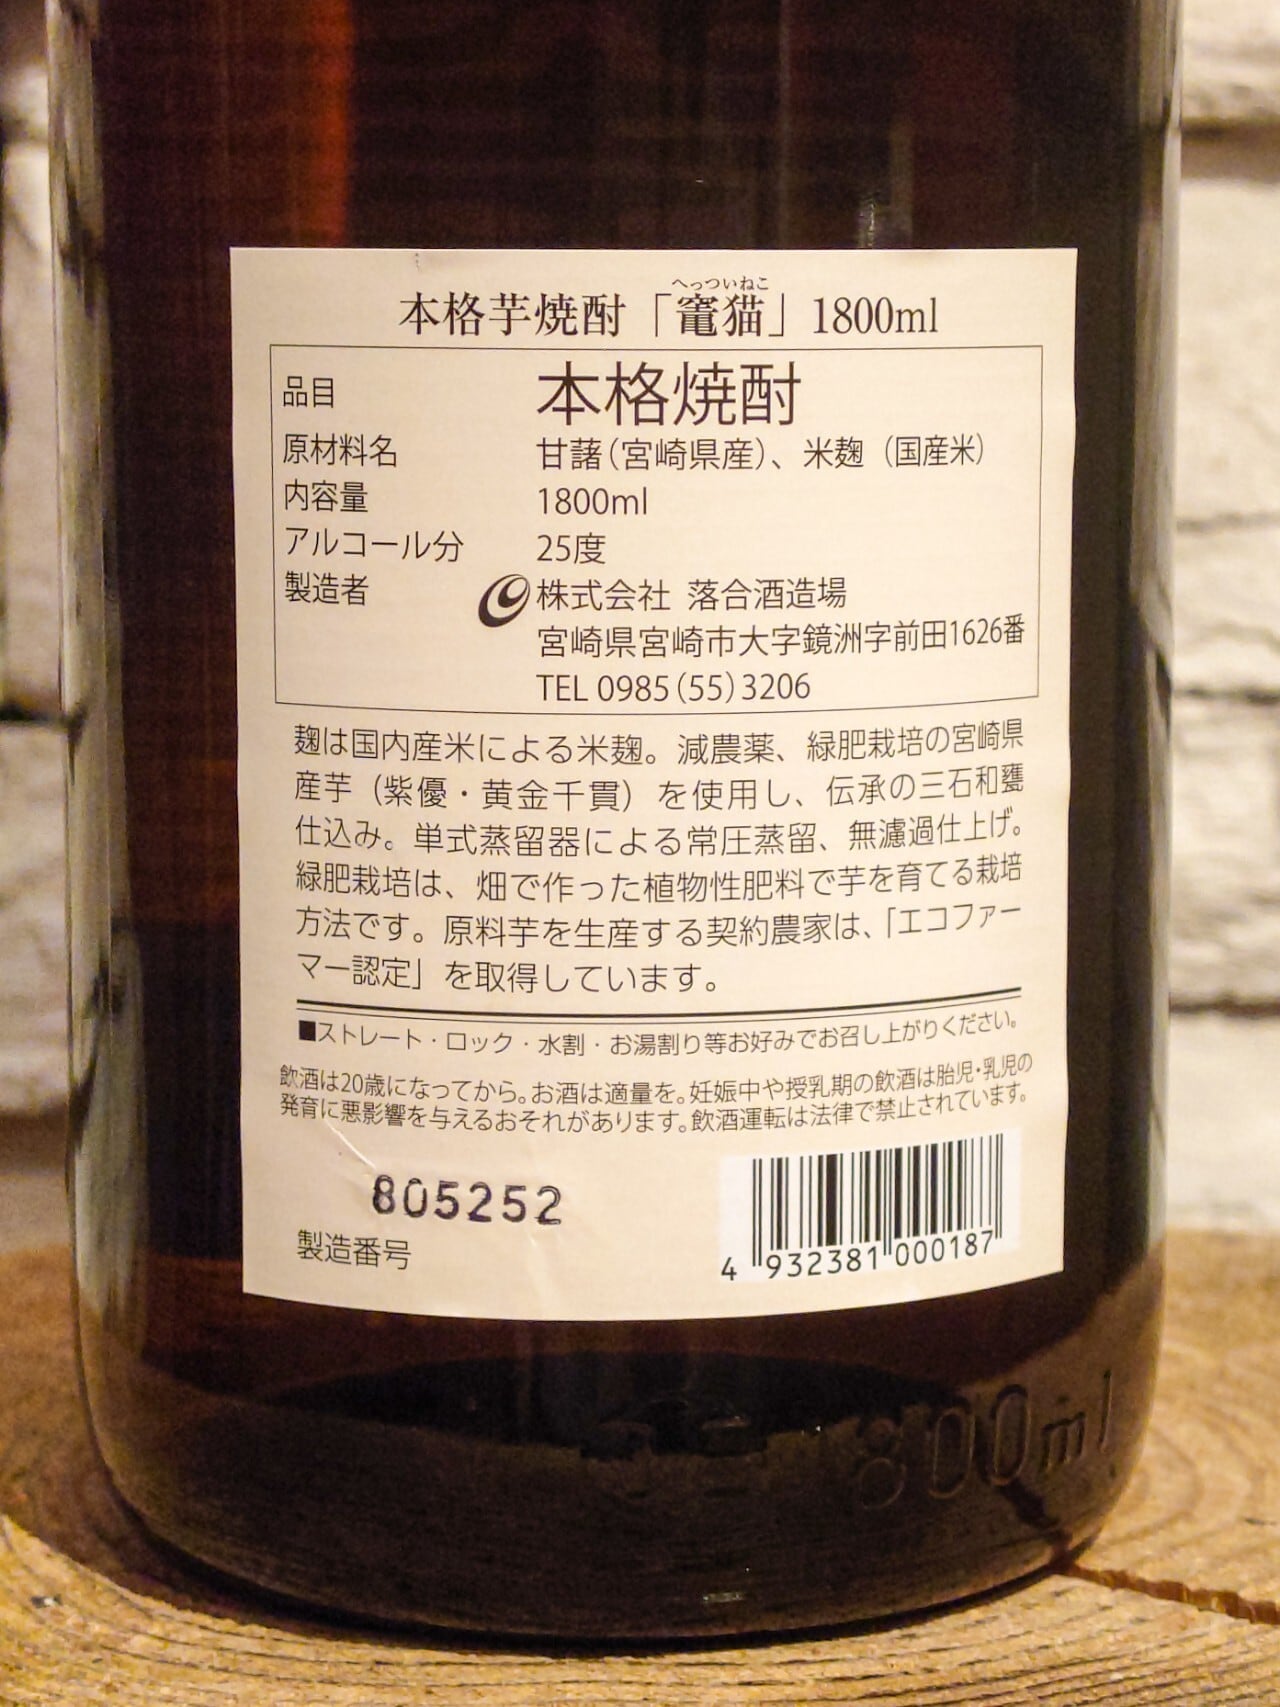 へっついねこ
本格芋焼酎「竃猫」1800ml
品目 本格焼酎
原材料名 甘藷（宮崎県産）、米麹（国産米）
内容量 1800ml
アルコール分 25度
製造者 株式会社 落合酒造場
宮崎県宮崎市大字鏡洲字前田1626番
TEL 0985（55）3206
麹は国内産米による米麹。減農薬、緑肥栽培の宮崎県
産芋（紫優・黄金千貫）を使用し、伝承の三石和甕
仕込み。単式蒸留器による常圧蒸留、無濾過仕上げ。
緑肥栽培は、畑で作った植物性肥料で芋を育てる栽培
方法です。原料芋を生産する契約農家は、「エコファー
マー認定」を取得しています。
■ストレート・ロック・水割・お湯割り等お好みでお召し上がりください。
飲酒は20歳になってから。お酒は適量を。妊娠中や授乳期の飲酒は胎児・乳児の
発育に悪影響を与えるおそれがあります。飲酒運転は法律で禁止されています。
805252
製造番号
4 932381 000187
800ml